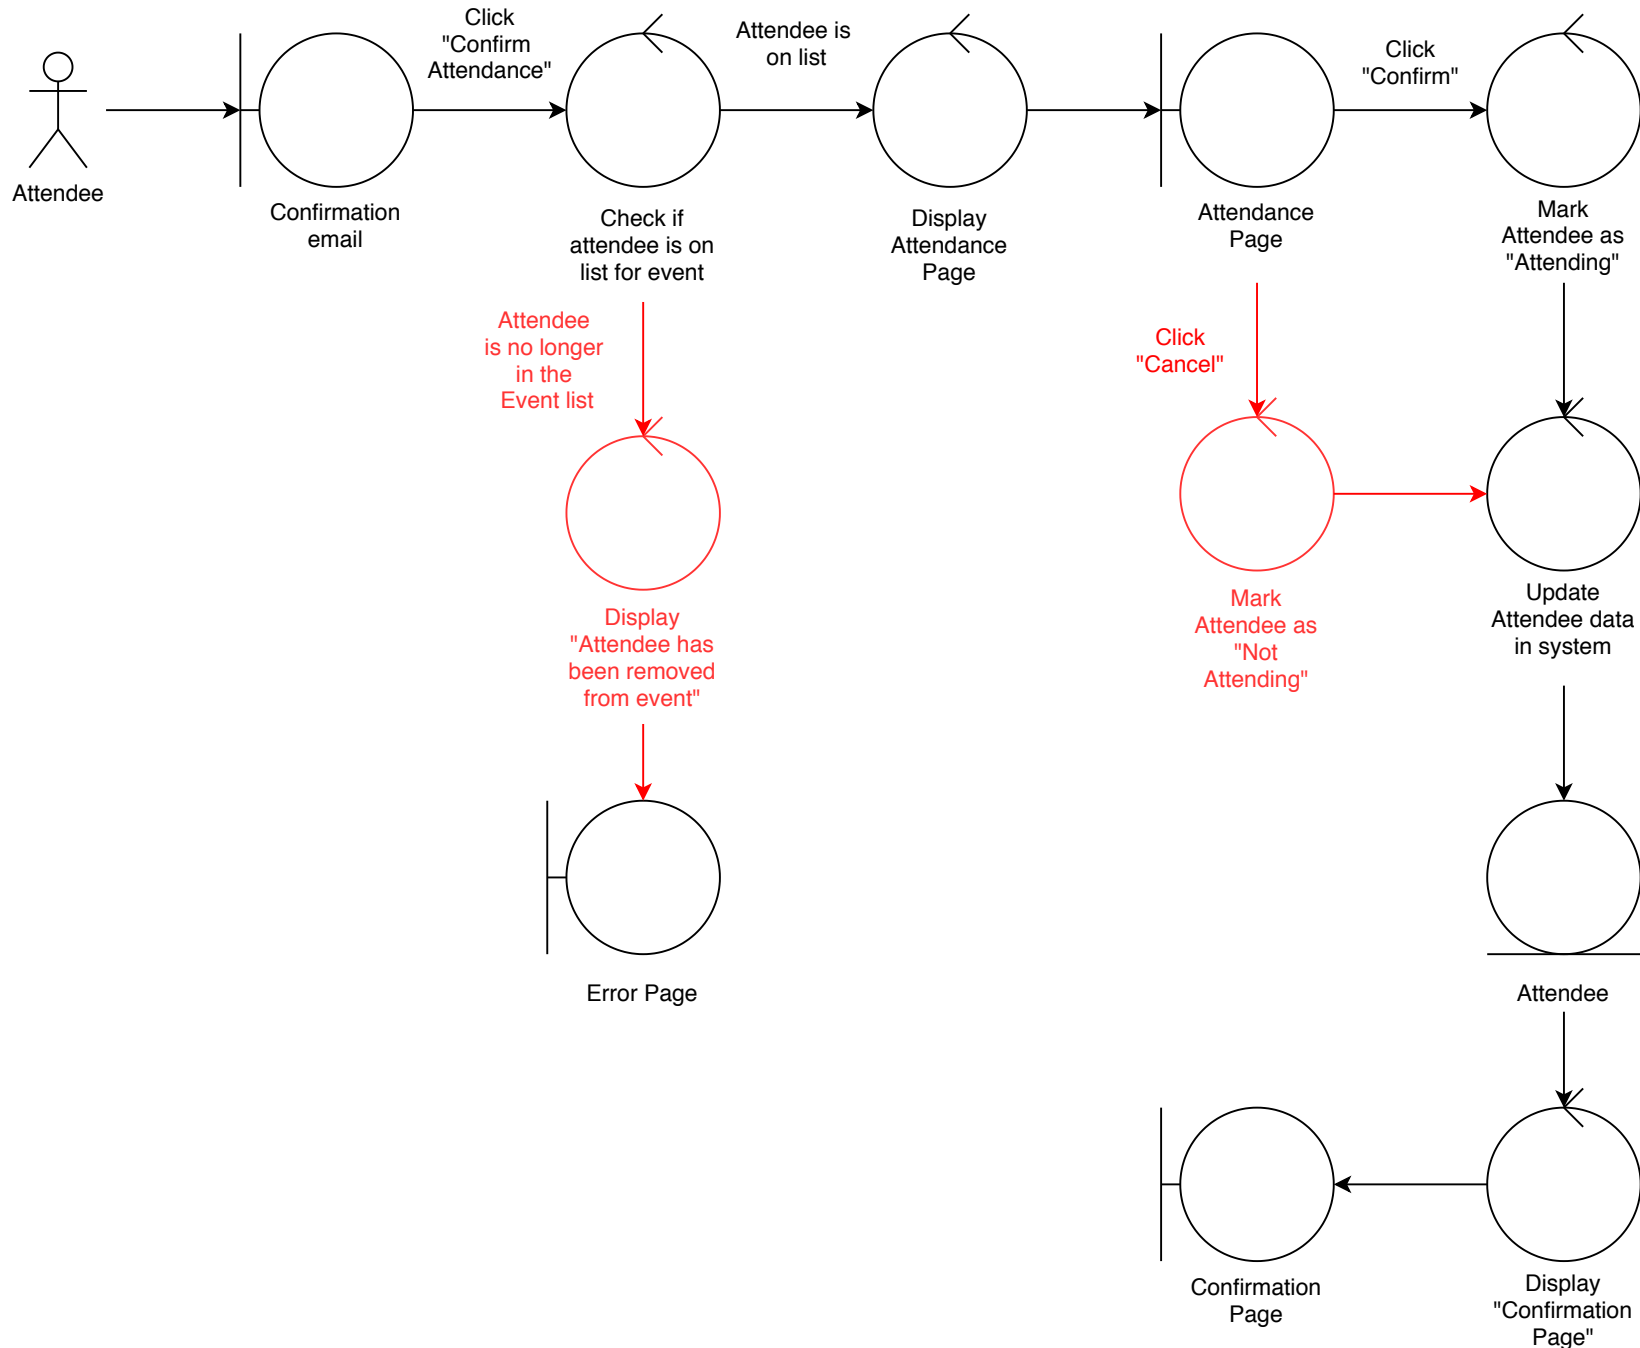 Attendee
Confirmation
email
Click
"Confirm
Attendance"
Check if
attendee is on
list for event
Attendee is
on list
Display
Attendance
Page
Attendance
Page
Click
"Confirm"
Mark
Attendee as
"Attending"
Attendee
is no longer
in the
Event list
Display
"Attendee has
been removed
from event"
Error Page
Click
"Cancel"
Mark
Attendee as
"Not
Attending"
Update
Attendee data
in system
Attendee
Display
"Confirmation
Page"
Confirmation
Page